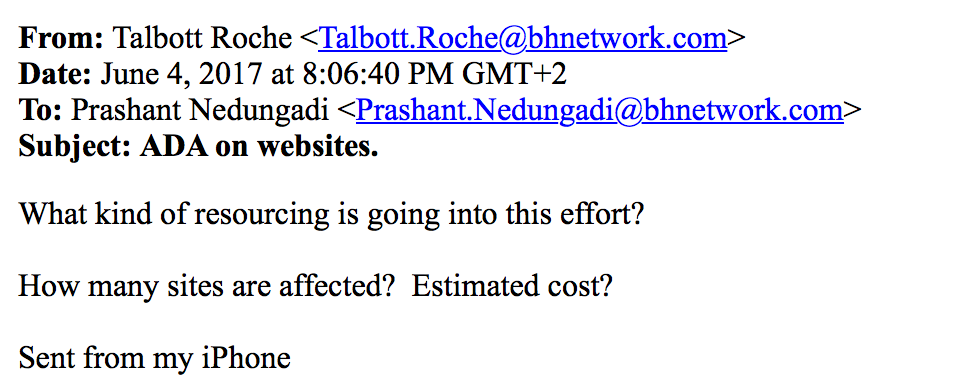 From: Talbott Roche <Talbott.Roche@bhnetwork.com>
Date: June 4, 2017 at 8:06:40 PM GMT+2
To: Prashant Nedungadi <Prashant.Nedungadi@bhnetwork.com>
Subject: ADA on websites.
What kind of resourcing is going into this effort?
How many sites are affected?  Estimated cost?
Sent from my iPhone